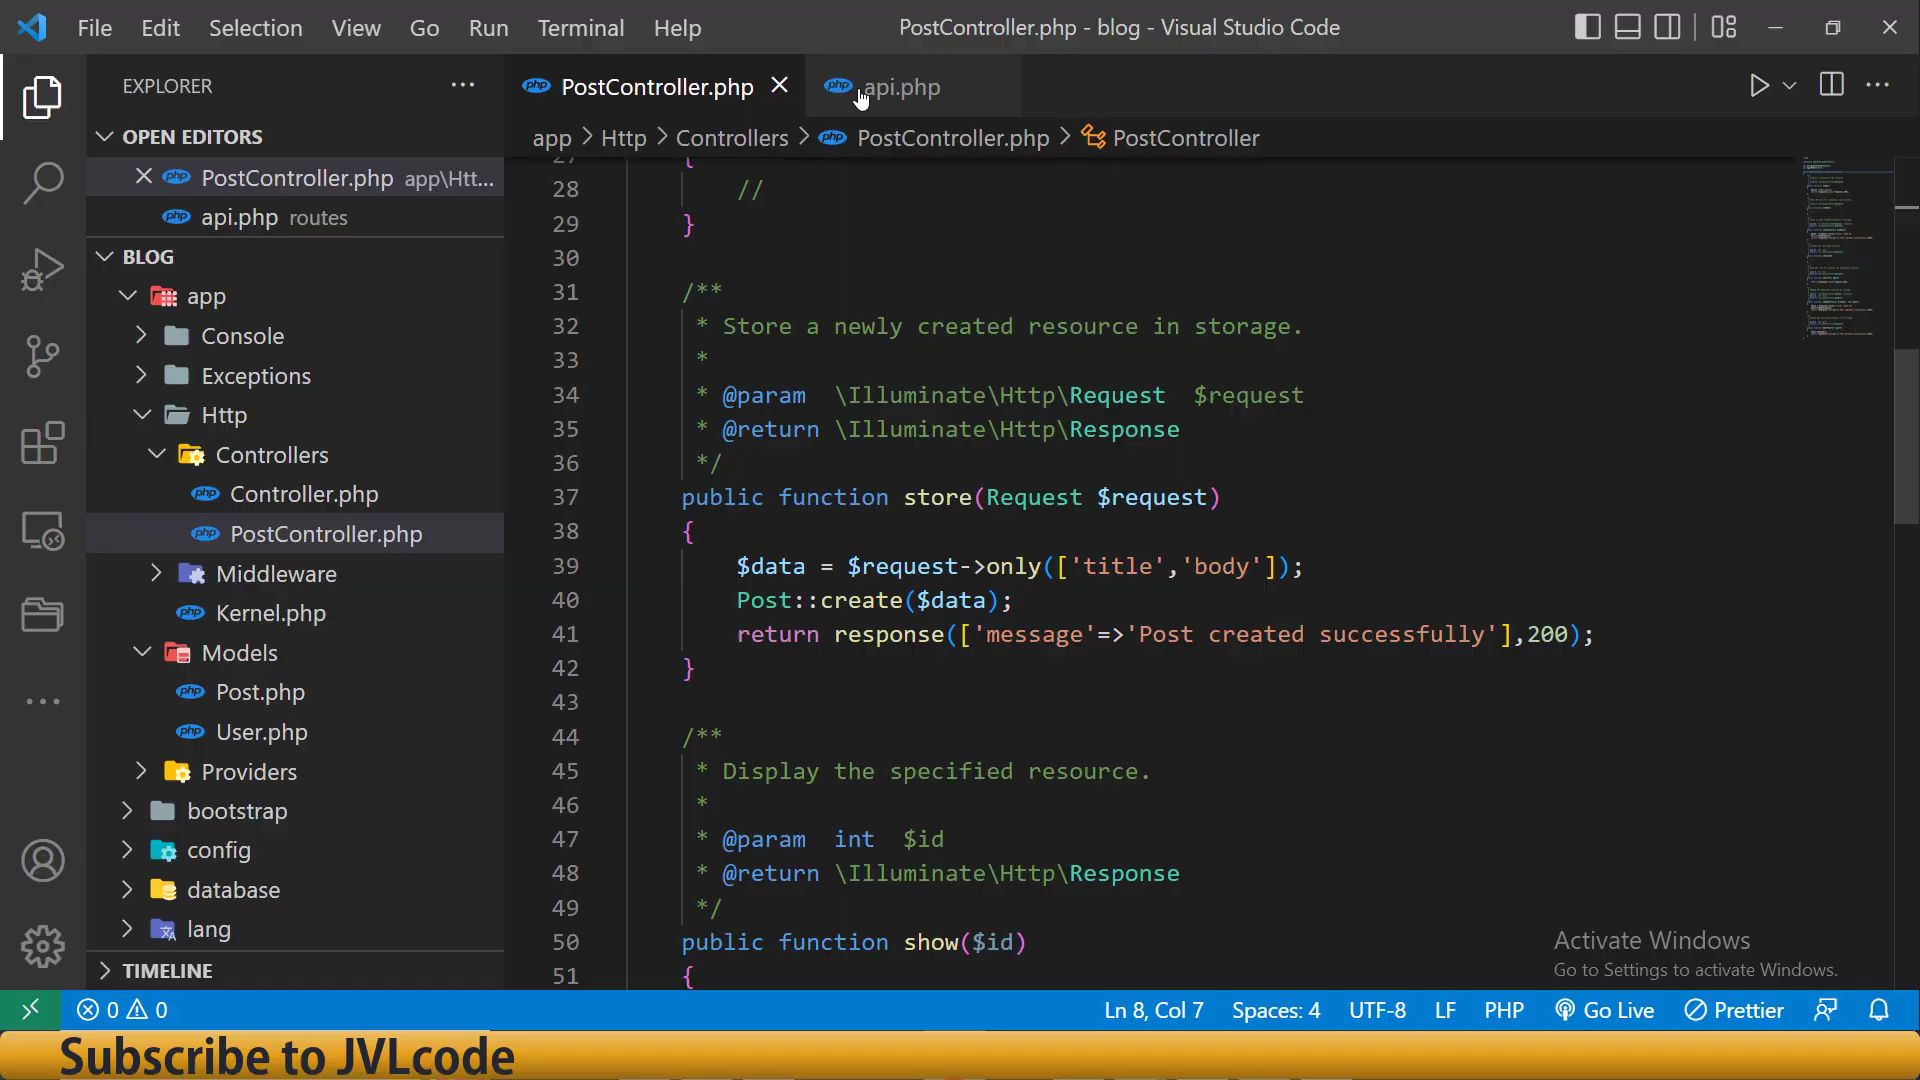 File Edit Selection View Go Run Terminal Help
PostController.php - blog - Visual Studio Code
EXPLORER
OPEN EDITORS
PostController.php app\Htt...
api.php routes
BLOG
app
Console
Exceptions
Http
Controllers
Controller.php
PostController.php
Middleware
Kernel.php
Models
Post.php
User.php
Providers
bootstrap
config
database
lang
TIMELINE
php PostController.php
php api.php
app > Http > Controllers > php PostController.php > PostController
27 {
28 //
29 }
30
31 /**
32 * Store a newly created resource in storage.
33 *
34 * @param \Illuminate\Http\Request $request
35 * @return \Illuminate\Http\Response
36 */
37 public function store(Request $request)
38 {
39 $data = $request->only(['title','body']);
40 Post::create($data);
41 return response(['message'=>'Post created successfully'],200);
42 }
43
44 /**
45 * Display the specified resource.
46 *
47 * @param int $id
48 * @return \Illuminate\Http\Response
49 */
50 public function show($id)
51 {
Activate Windows
Go to Settings to activate Windows.
0 0 Ln 8, Col 7 Spaces: 4 UTF-8 LF PHP Go Live Prettier
Subscribe to JVLcode